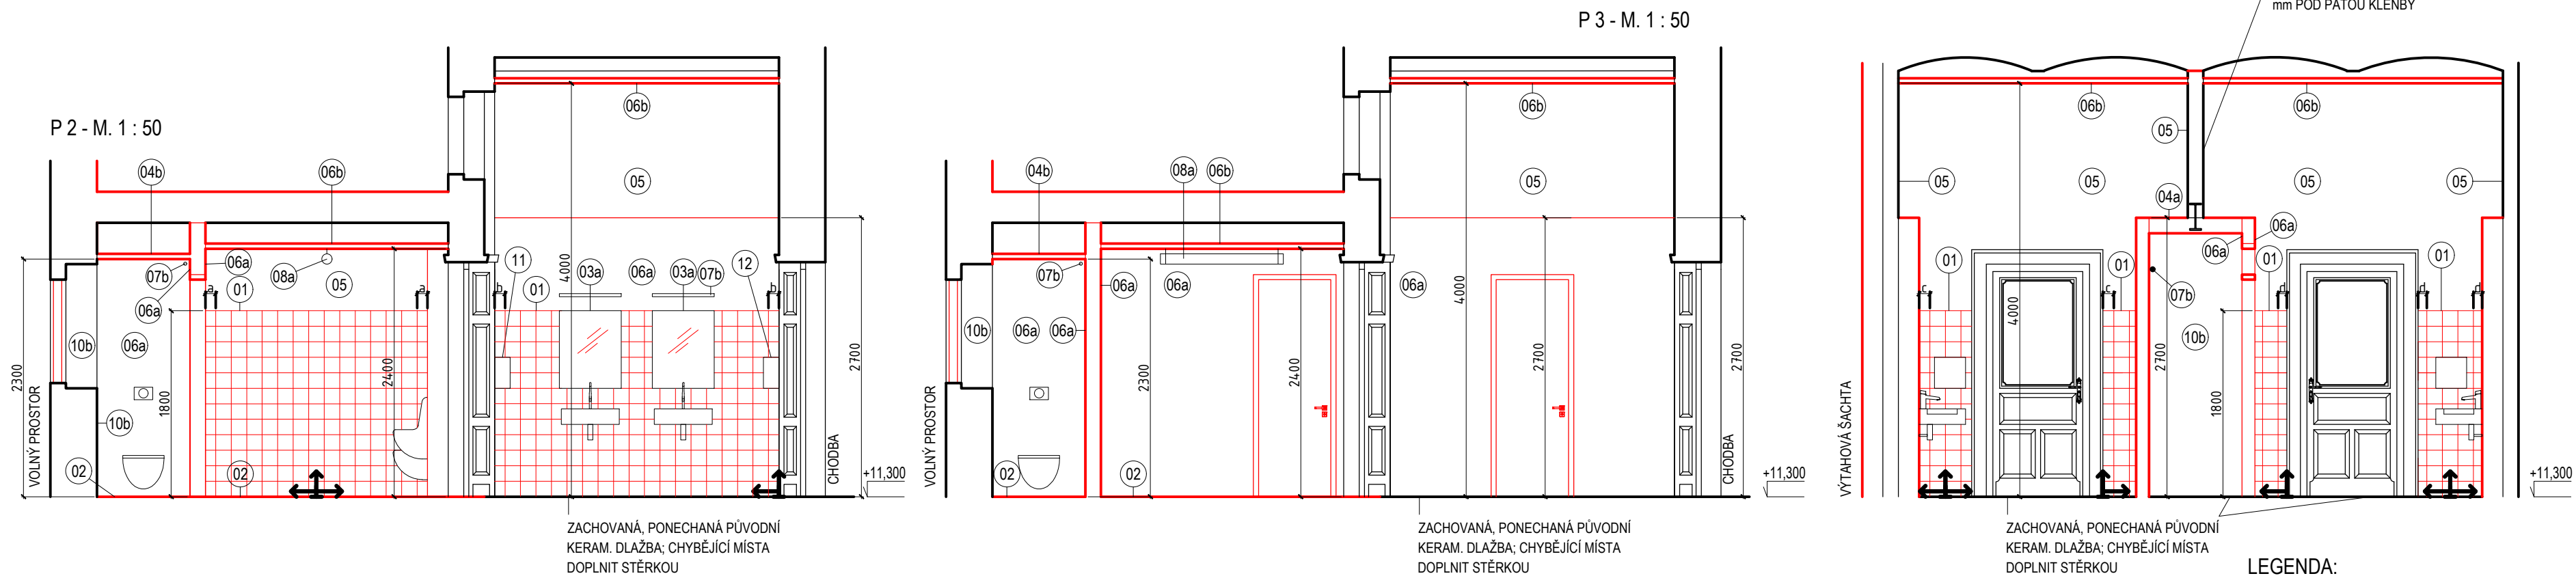 P 2 - M. 1 : 50
04b
06b
06b
05
07b
06a
06a
01
08a
05
a
a
b
11
01
03a
06a
03a
07b
12
b
4000
10b
06a
2300
VOLNÝ PROSTOR
1800
2400
2700
10b
02
02
CHODBA
+11,300
ZACHOVANÁ, PONECHANÁ PŮVODNÍ
KERAM. DLAŽBA; CHYBĚJÍCÍ MÍSTA
DOPLNIT STĚRKOU
P 3 - M. 1 : 50
04b
08a
06b
06b
05
07b
06a
06a
06a
10b
06a
06a
4000
2300
2400
2700
2700
VOLNÝ PROSTOR
02
02
CHODBA
+11,300
ZACHOVANÁ, PONECHANÁ PŮVODNÍ
KERAM. DLAŽBA; CHYBĚJÍCÍ MÍSTA
DOPLNIT STĚRKOU
mm POD PATOU KLENBY
06b
06b
05
05
05
04a
05
05
06a
06a
01
01
01
01
c
c
d
d
d
07b
10b
4000
2700
1800
VÝTAHOVÁ ŠACHTA
+11,300
ZACHOVANÁ, PONECHANÁ PŮVODNÍ
KERAM. DLAŽBA; CHYBĚJÍCÍ MÍSTA
DOPLNIT STĚRKOU
LEGENDA: